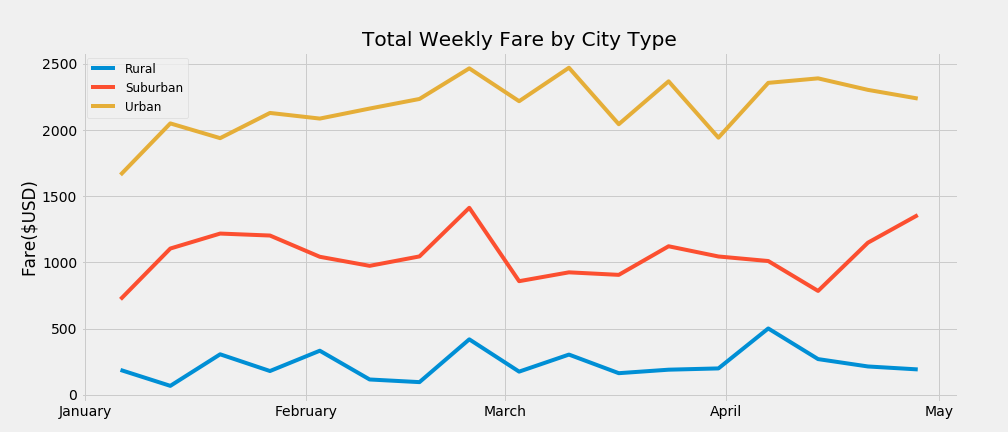 Total Weekly Fare by City Type
Rural
Suburban
Urban
Fare($USD)
2500
2000
1500
1000
500
0
January February March April May